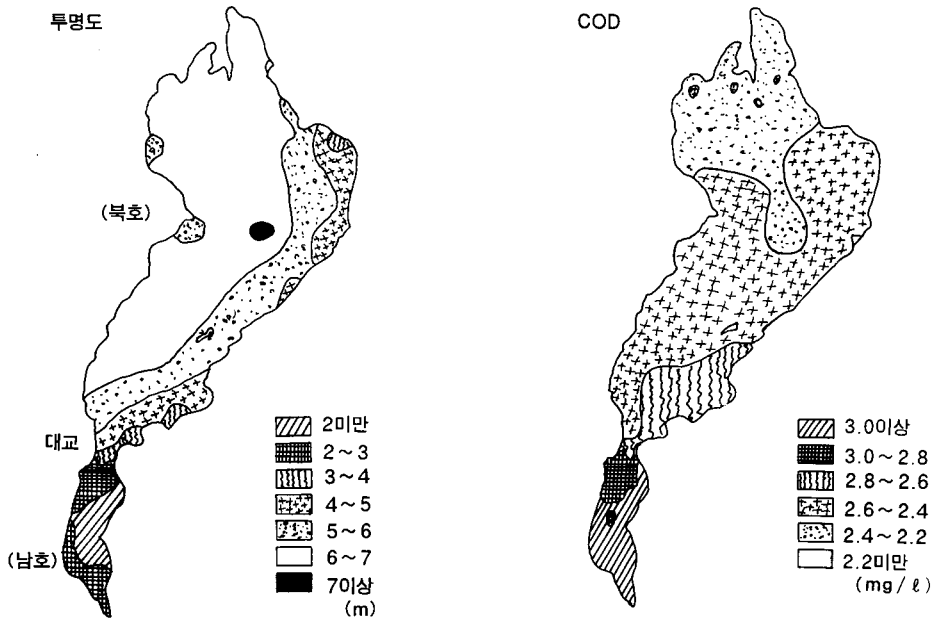 투명도
(북호)
대교
(남호)
2미만
2～3
3～4
4～5
5～6
6～7
7이상
(m)
COD
3.0이상
3.0～2.8
2.8～2.6
2.6～2.4
2.4～2.2
2.2미만
(mg/ℓ)